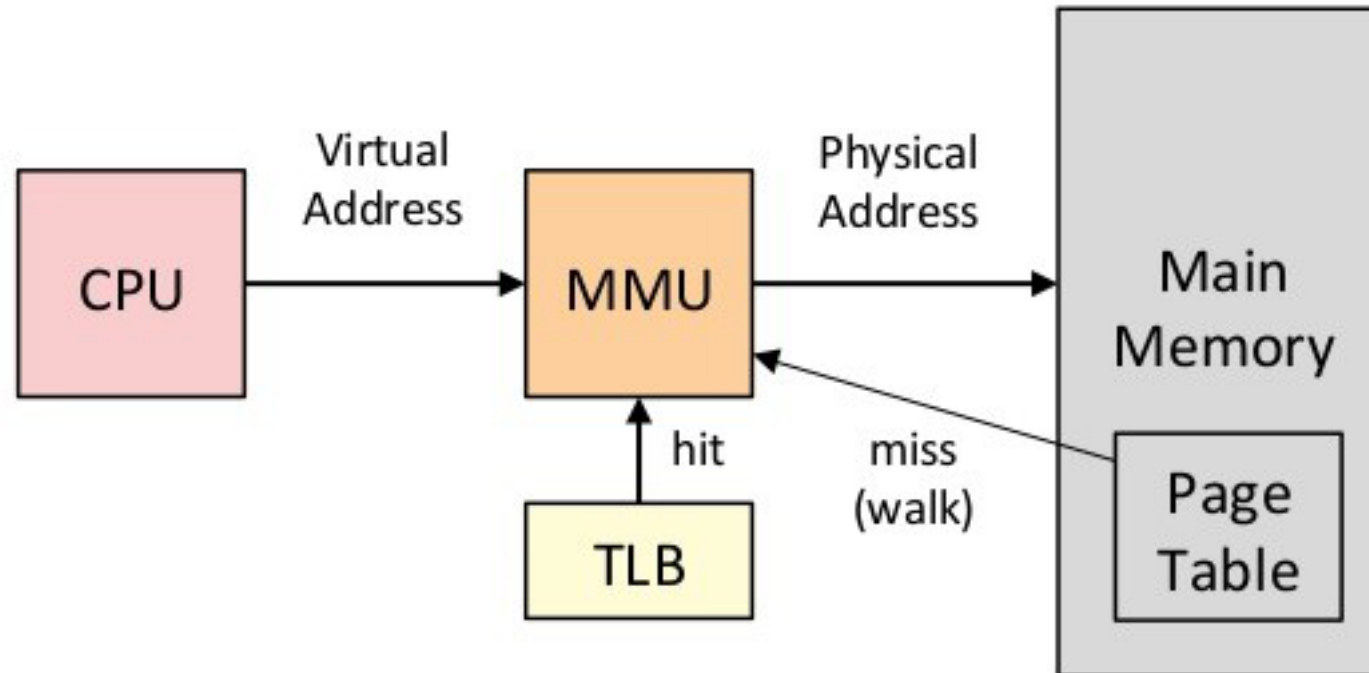 CPU
Virtual
Address
MMU
Physical
Address
Main
Memory
hit
miss
(walk)
TLB
Page
Table